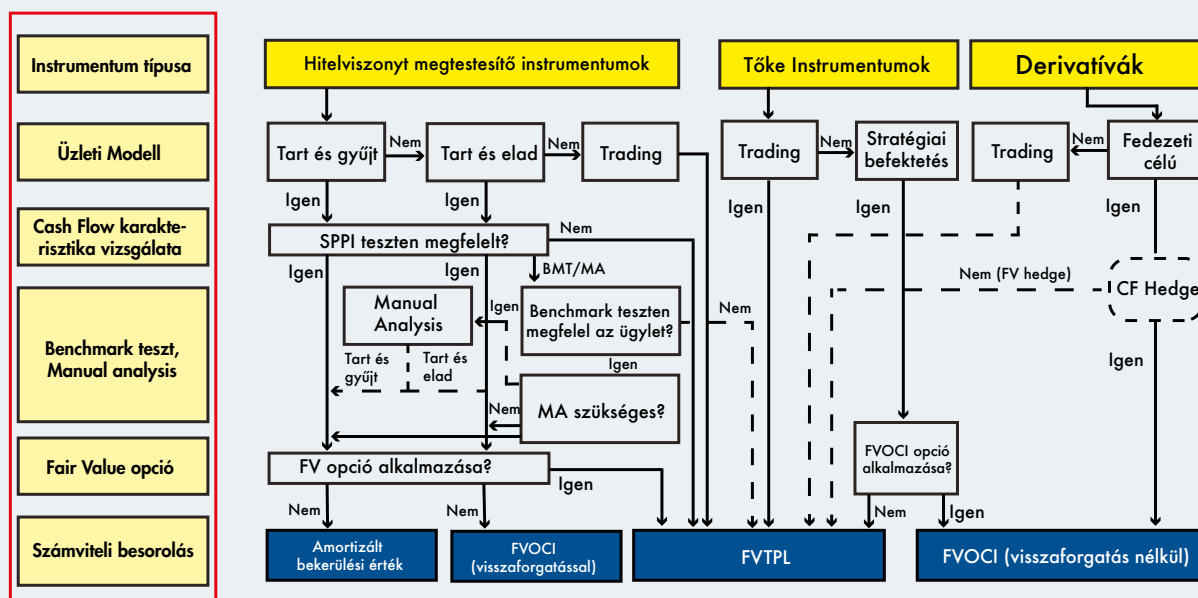 Instrumentum típusa
Üzleti Modell
Cash Flow karakte-
risztika vizsgálata
Benchmark teszt,
Manual analysis
Fair Value opció
Számviteli besorolás
Hitelviszonyt megtestesítő instrumentumok
Tőke Instrumentumok
Derivatívák
Tart és gyűjt
Nem
Tart és elad
Nem
Trading
Trading
Nem
Stratégiai
befektetés
Trading
Nem
Fedezeti
célú
Igen
Igen
Igen
Igen
Igen
SPPI teszten megfelelt?
Nem
Igen
Igen
BMT/MA
Nem (FV hedge)
CF Hedge
Manual
Analysis
Igen
Benchmark teszten
megfelel az ügylet?
Nem
Tart és
gyűjt
Tart és
elad
Igen
Igen
Nem
MA szükséges?
FV opció alkalmazása?
Igen
FVOCI opció
alkalmazása?
Nem
Nem
Nem
Igen
Amortizált
bekerülési érték
FVOCI
(visszaforgatással)
FVTPL
FVOCI (visszaforgatás nélkül)